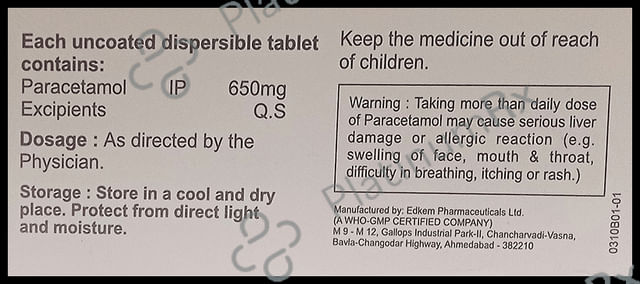 Each uncoated dispersible tablet
contains:
Paracetamol IP 650mg
Excipients Q.S
Dosage : As directed by the
Physician.
Storage : Store in a cool and dry
place. Protect from direct light
and moisture.
Keep the medicine out of reach
of children.
Warning : Taking more than daily dose
of Paracetamol may cause serious liver
damage or allergic reaction (e.g.
swelling of face, mouth & throat,
difficulty in breathing, itching or rash.)
Manufactured by: Edkem Pharmaceuticals Ltd.
(A WHO-GMP CERTIFIED COMPANY)
M 9 - M 12, Gallops Industrial Park-II, Chancharvadi-Vasna,
Bavla-Changodar Highway, Ahmedabad - 382210
0310B01-01
PlatinumRx